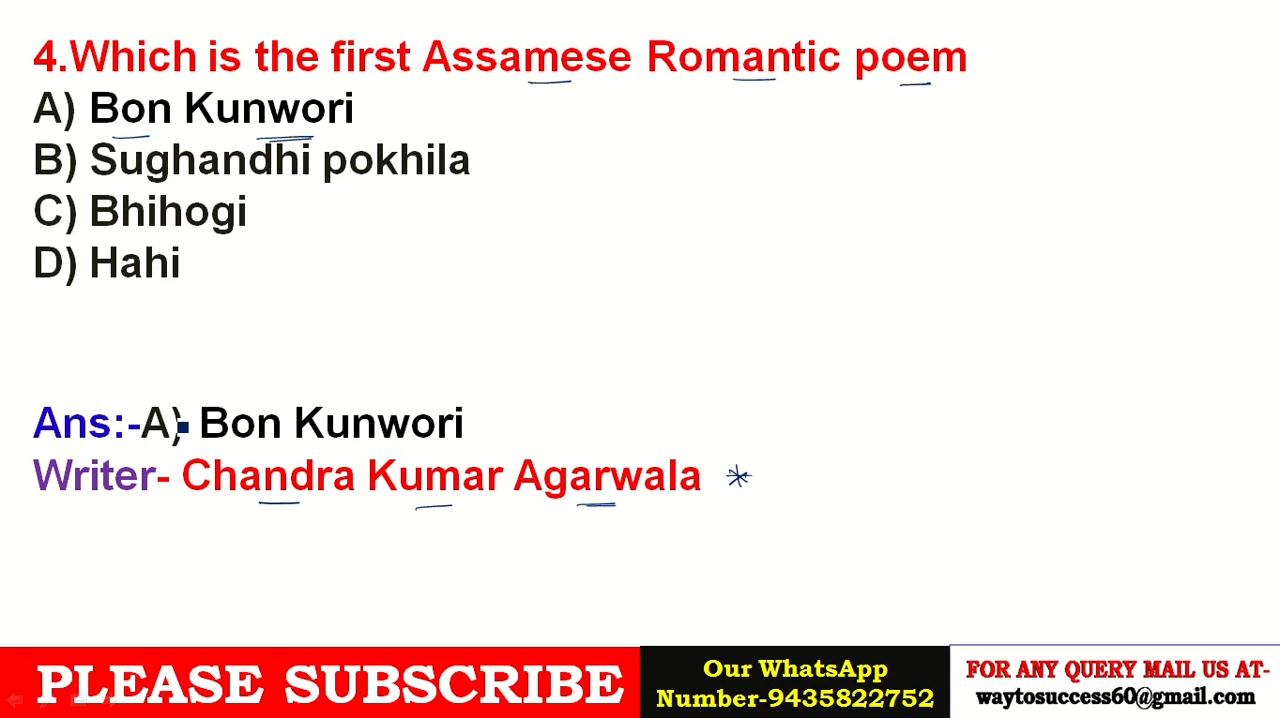 4.Which is the first Assamese Romantic poem
A) Bon Kunwori
B) Sughandhi pokhila
C) Bhihogi
D) Hahi
Ans:-A) Bon Kunwori
Writer- Chandra Kumar Agarwala *
PLEASE SUBSCRIBE
Our WhatsApp
Number-9435822752
FOR ANY QUERY MAIL US AT-
waytosuccess60@gmail.com